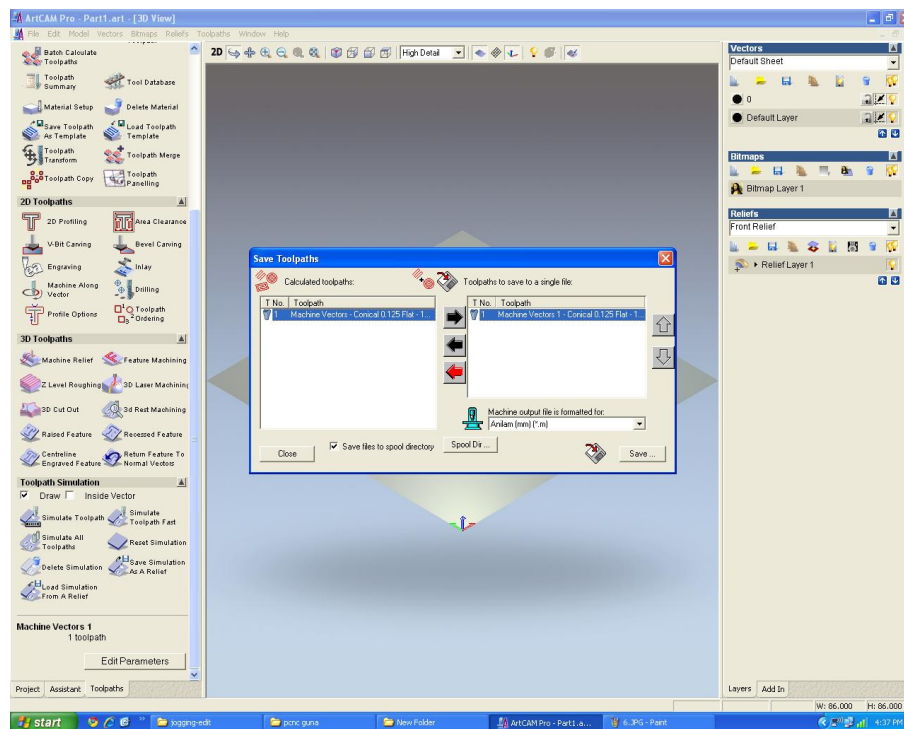 ArtCAM Pro - Part1.art - [3D View]
File Edit Model Vectors Bitmaps Reliefs Toolpaths Window Help
Batch Calculate
Toolpaths
Toolpath
Summary
Tool Database
Material Setup
Delete Material
Save Toolpath
As Template
Load Toolpath
Template
Toolpath
Transform
Toolpath Merge
Toolpath Copy
Toolpath
Panelling
2D Toolpaths
2D Profiling
Area Clearance
V-Bit Carving
Bevel Carving
Engraving
Inlay
Machine Along
Vector
Drilling
Profile Options
Toolpath
Ordering
3D Toolpaths
Machine Relief
Feature Machining
Z Level Roughing
3D Laser Machining
3D Cut Out
3d Rest Machining
Raised Feature
Recessed Feature
Centreline
Engraved Feature
Return Feature To
Normal Vectors
Toolpath Simulation
Draw
Inside Vector
Simulate Toolpath
Simulate
Toolpath Fast
Simulate All
Toolpaths
Reset Simulation
Delete Simulation
Save Simulation
As A Relief
Load Simulation
From A Relief
Machine Vectors 1
1 toolpath
Edit Parameters
Project Assistant Toolpaths
2D
High Detail
Save Toolpaths
Calculated toolpaths:
T No. Toolpath
1 Machine Vectors - Conical 0.125 Flat - 1...
Toolpaths to save to a single file:
T No. Toolpath
1 Machine Vectors 1 - Conical 0.125 Flat - 1...
Machine output file is formatted for:
Anilam (mm) (*.m)
Close
Save files to spool directory
Spool Dir ...
Save ...
Vectors
Default Sheet
0
Default Layer
Bitmaps
Bitmap Layer 1
Reliefs
Front Relief
Relief Layer 1
Layers Add In
W: 86.000 H: 86.000
start
jogging-edit
pcnc guna
New Folder
ArtCAM Pro - Part1.a...
6.JPG - Paint
4:37 PM